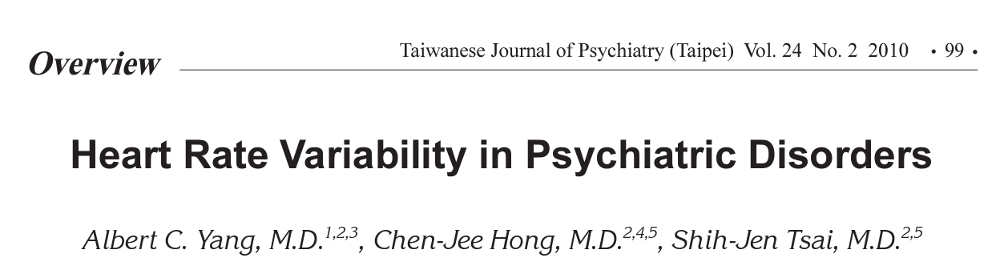 Overview
Taiwanese Journal of Psychiatry (Taipei) Vol. 24 No. 2 2010 • 99 •
Heart Rate Variability in Psychiatric Disorders
Albert C. Yang, M.D.1,2,3, Chen-Jee Hong, M.D.2,4,5, Shih-Jen Tsai, M.D.2,5